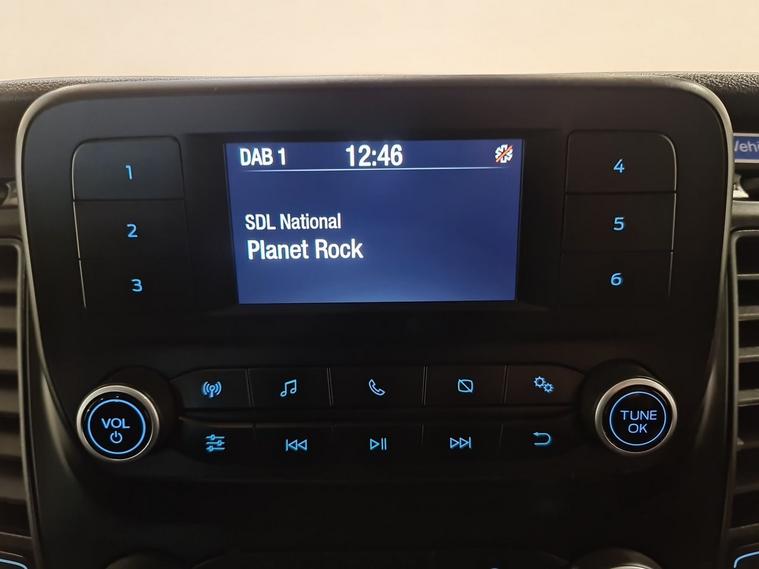 DAB 1 12:46
SDL National
Planet Rock
1
2
3
4
5
6
VOL
TUNE
OK